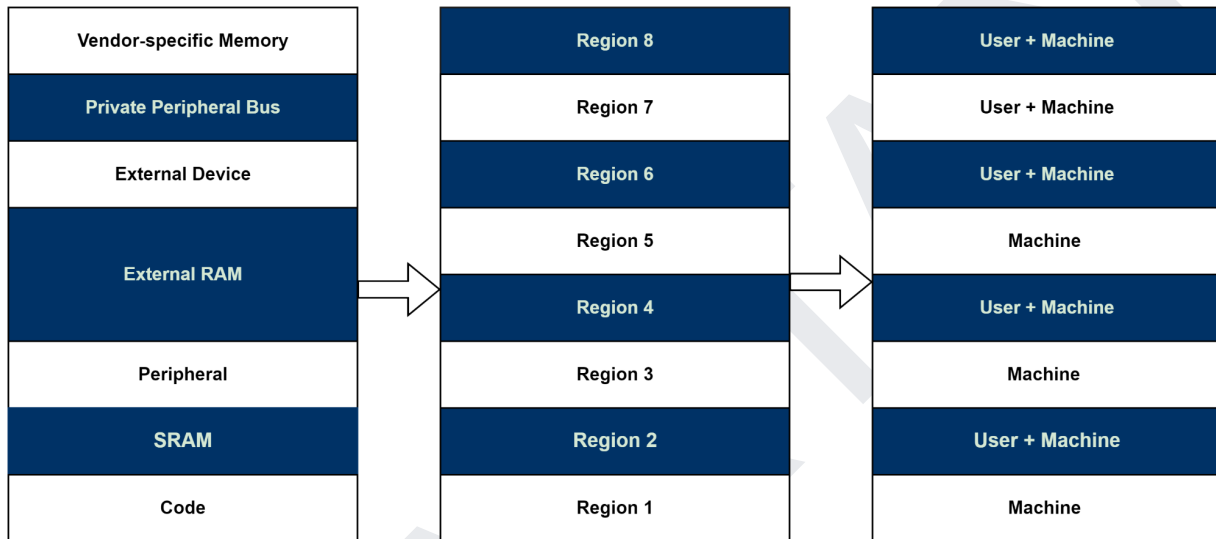 Vendor-specific Memory
Private Peripheral Bus
External Device
External RAM
Peripheral
SRAM
Code
Region 8
Region 7
Region 6
Region 5
Region 4
Region 3
Region 2
Region 1
User + Machine
User + Machine
User + Machine
Machine
User + Machine
Machine
User + Machine
Machine